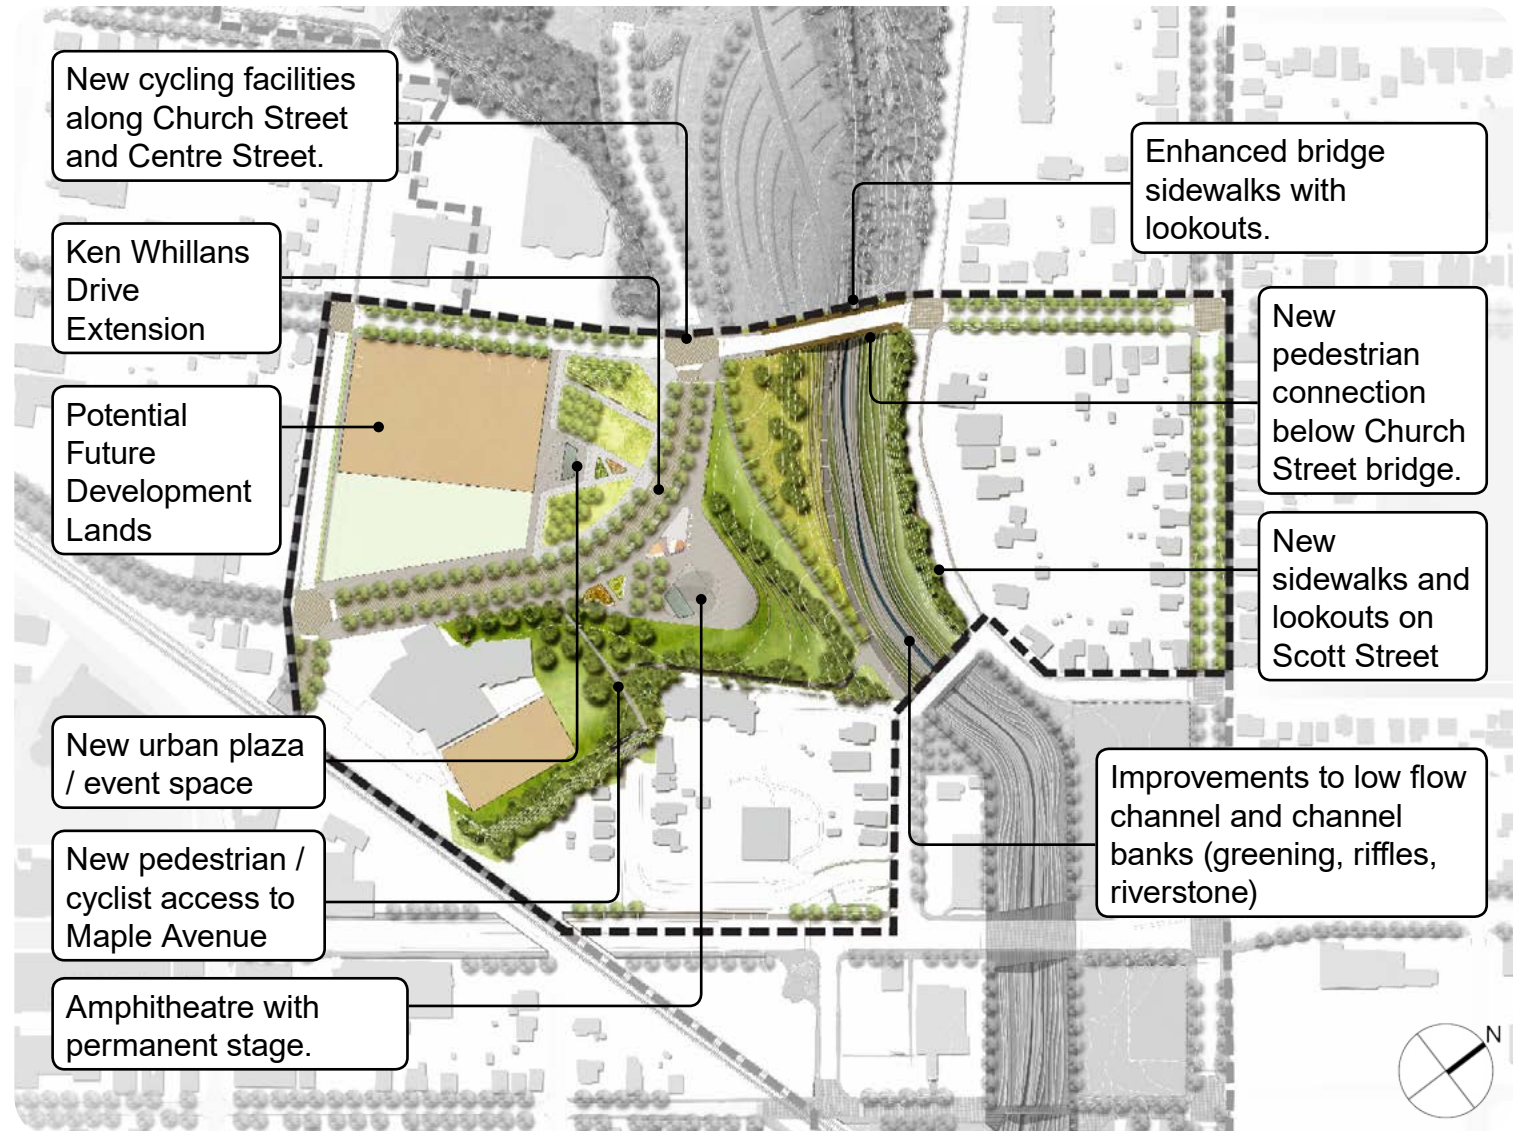 New cycling facilities
along Church Street
and Centre Street.
Ken Whillans
Drive
Extension
Potential
Future
Development
Lands
New urban plaza
/ event space
New pedestrian /
cyclist access to
Maple Avenue
Amphitheatre with
permanent stage.
Enhanced bridge
sidewalks with
lookouts.
New
pedestrian
connection
below Church
Street bridge.
New
sidewalks and
lookouts on
Scott Street
Improvements to low flow
channel and channel
banks (greening, riffles,
riverstone)
N